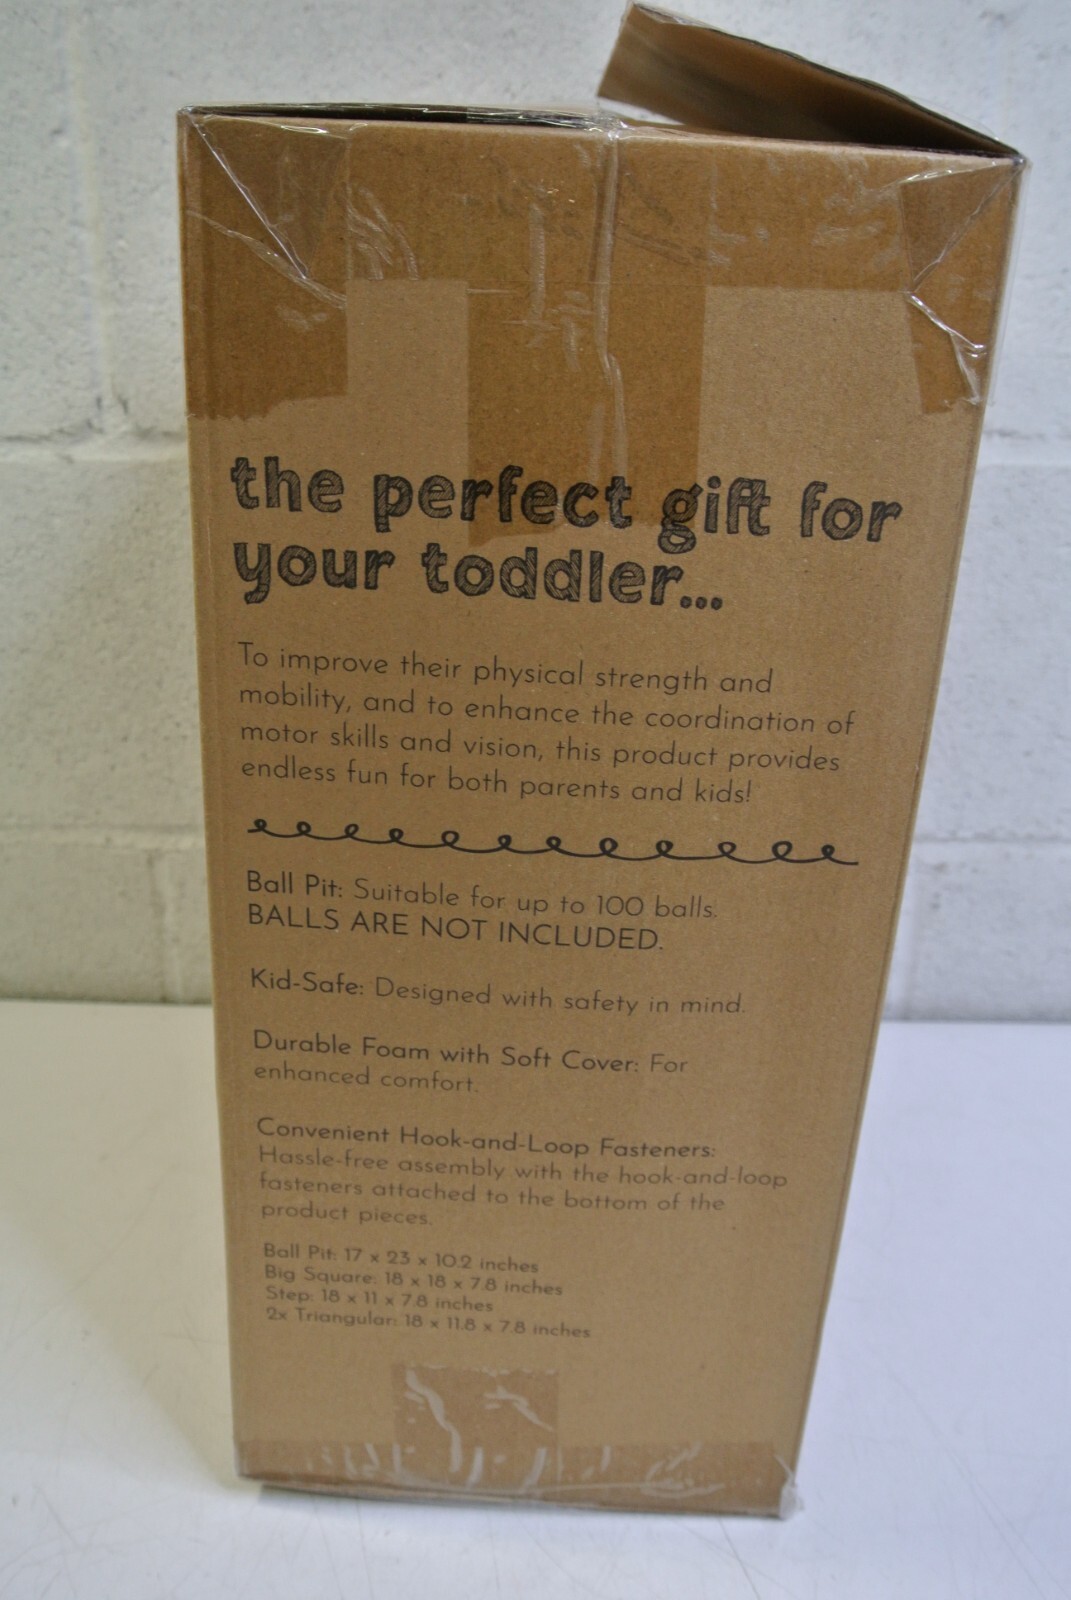 the perfect gift for
your toddler...
To improve their physical strength and
mobility, and to enhance the coordination of
motor skills and vision, this product provides
endless fun for both parents and kids!
Ball Pit: Suitable for up to 100 balls.
BALLS ARE NOT INCLUDED.
Kid-Safe: Designed with safety in mind.
Durable Foam with Soft Cover: For
enhanced comfort.
Convenient Hook-and-Loop Fasteners:
Hassle-free assembly with the hook-and-loop
fasteners attached to the bottom of the
product pieces.
Ball Pit: 17 x 23 x 10.2 inches
Big Square: 18 x 18 x 7.8 inches
Step: 18 x 11 x 7.8 inches
2x Triangular: 18 x 11.8 x 7.8 inches